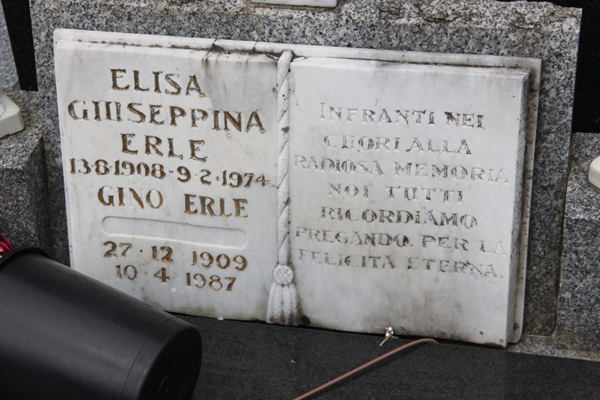 ELISA
GIUSEPPINA
ERLE
13·8·1908-9·2·1974
GINO ERLE
27·12·1909
10·4·1987
INFRANTI NEI
CUORI ALLA
RADIOSA MEMORIA
NOI TUTTI
RICORDIAMO
PREGANDO PER LA
FELICITA ETERNA.